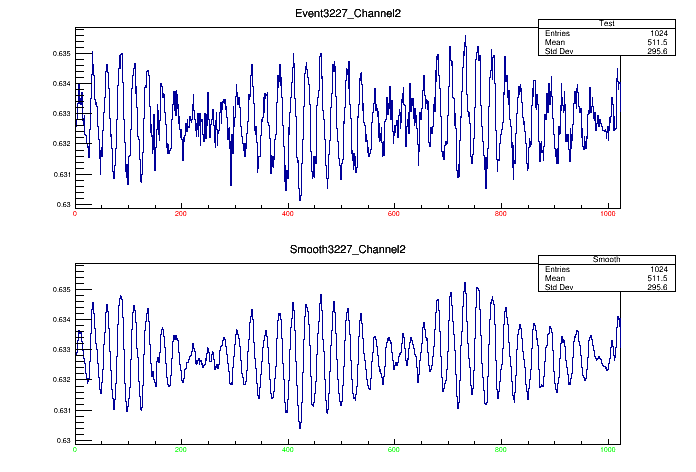 Event3227_Channel2
Test
Entries 1024
Mean 511.5
Std Dev 295.6
0.635
0.634
0.633
0.632
0.631
0.63
0 200 400 600 800 1000
Smooth3227_Channel2
Smooth
Entries 1024
Mean 511.5
Std Dev 295.6
0.635
0.634
0.633
0.632
0.631
0.63
0 200 400 600 800 1000